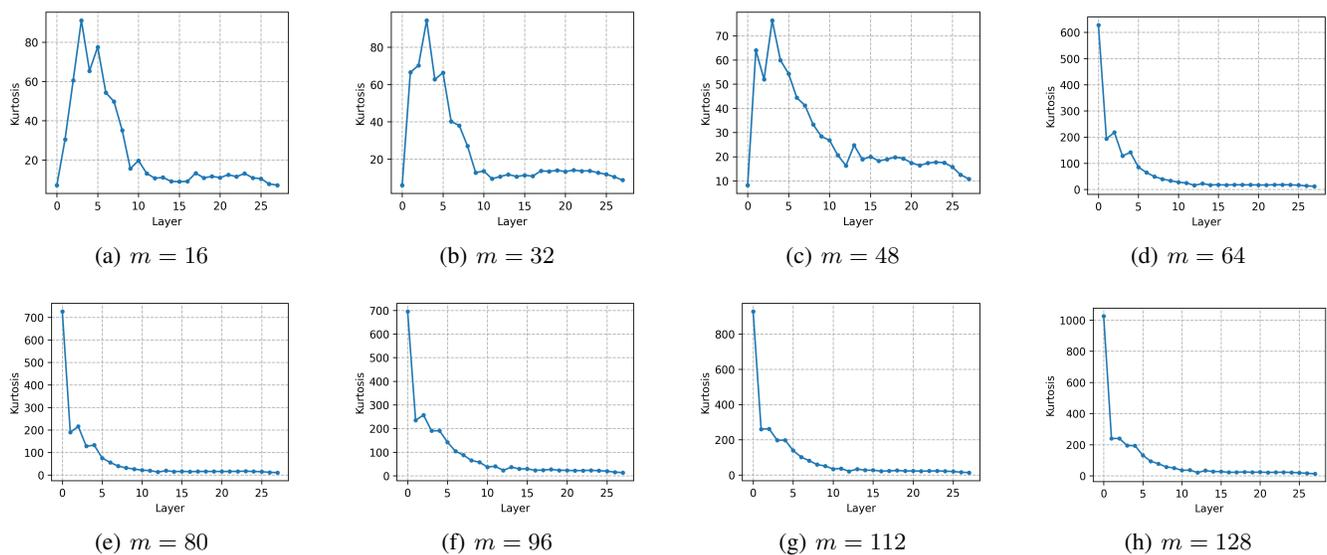 80
60
40
20
Kurtosis
0 5 10 15 20 25
Layer
(a) m = 16
80
60
40
20
Kurtosis
0 5 10 15 20 25
Layer
(b) m = 32
70
60
50
40
30
20
10
Kurtosis
0 5 10 15 20 25
Layer
(c) m = 48
600
500
400
300
200
100
0
Kurtosis
0 5 10 15 20 25
Layer
(d) m = 64
700
600
500
400
300
200
100
0
Kurtosis
0 5 10 15 20 25
Layer
(e) m = 80
700
600
500
400
300
200
100
0
Kurtosis
0 5 10 15 20 25
Layer
(f) m = 96
800
600
400
200
0
Kurtosis
0 5 10 15 20 25
Layer
(g) m = 112
1000
800
600
400
200
0
Kurtosis
0 5 10 15 20 25
Layer
(h) m = 128